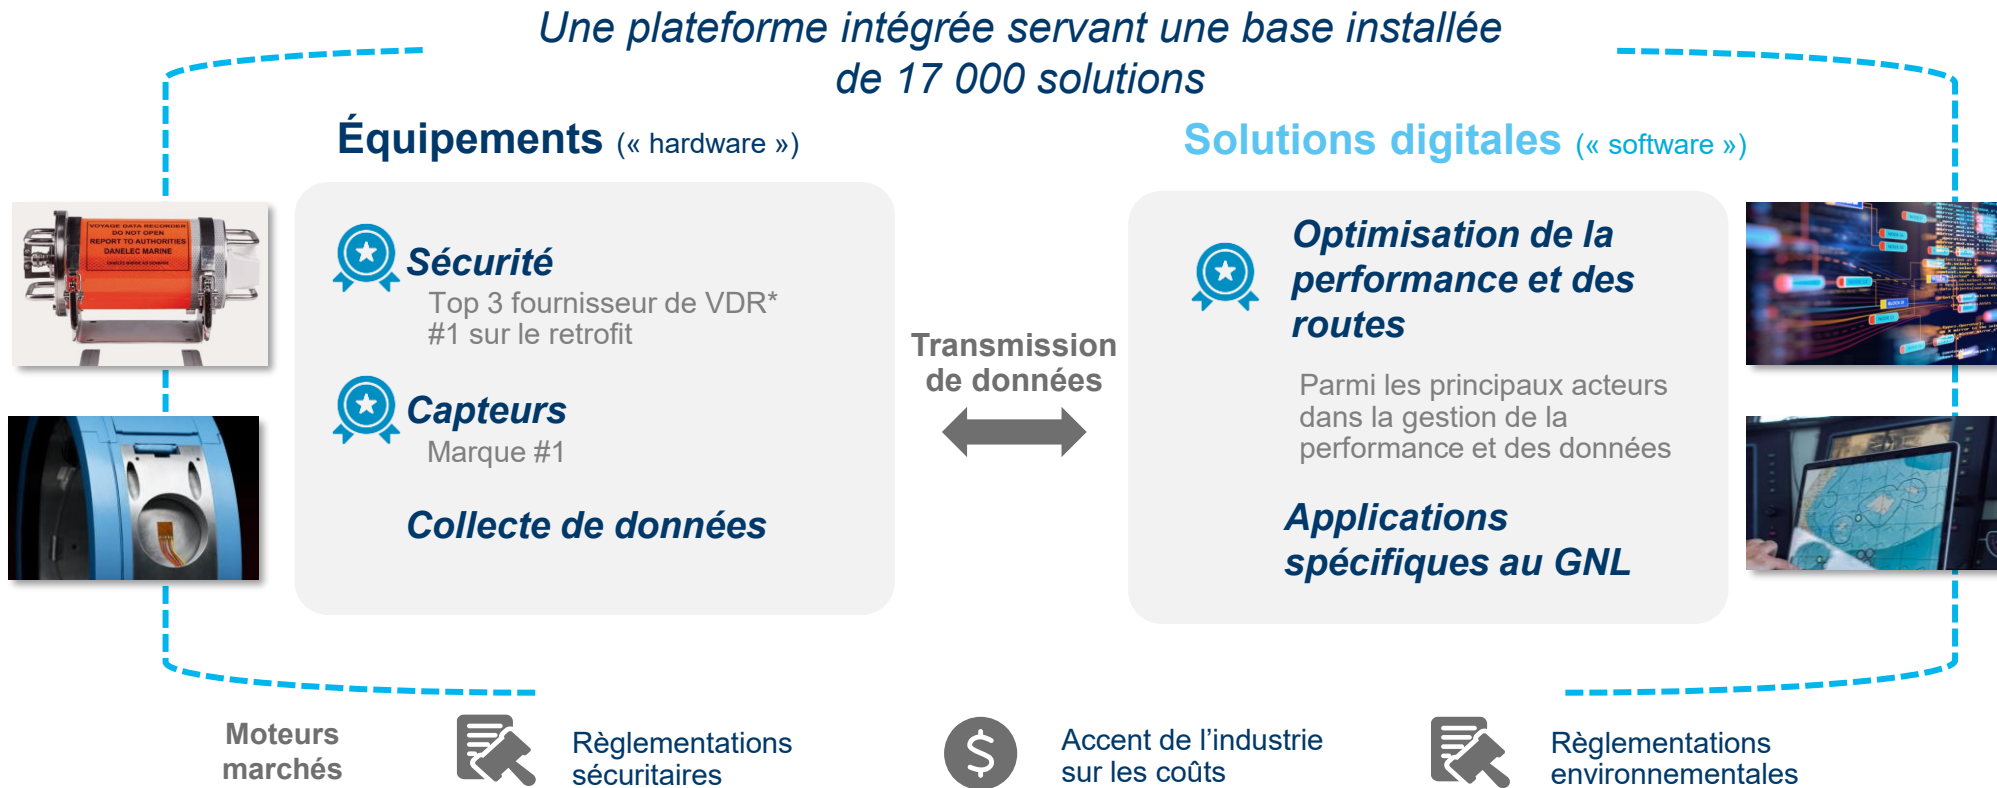 Une plateforme intégrée servant une base installée
de 17 000 solutions
Équipements (« hardware »)
Solutions digitales (« software »)
VOYAGE DATA RECORDER
DO NOT OPEN
REPORT TO AUTHORITIES
DANELEC MARINE
Sécurité
Top 3 fournisseur de VDR*
#1 sur le retrofit
Capteurs
Marque #1
Collecte de données
Transmission
de données
Optimisation de la
performance et des
routes
Parmi les principaux acteurs
dans la gestion de la
performance et des données
Applications
spécifiques au GNL
Moteurs
marchés
Règlementations
sécuritaires
$
Accent de l’industrie
sur les coûts
Règlementations
environnementales